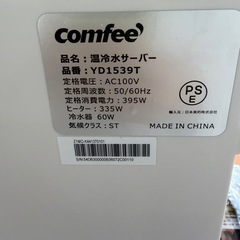 comfee'
品名：温冷水サーバー
品番：YD1539T
定格電圧：AC100V
定格周波数：50/60Hz
定格消費電力：395W
ヒーター：335W
冷水器 60W
気候クラス：ST
PS
E
MADE IN CHINA